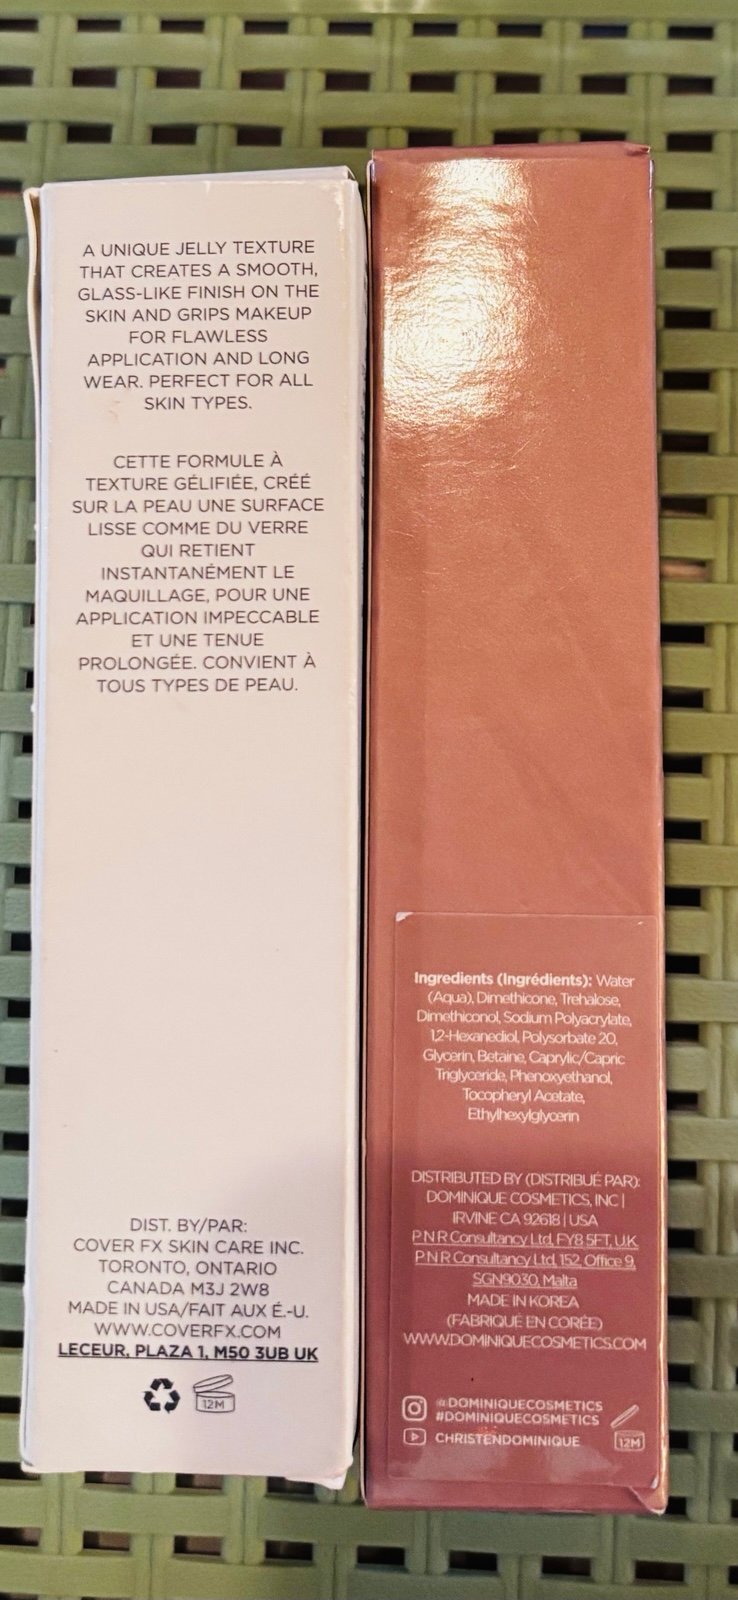 A UNIQUE JELLY TEXTURE
THAT CREATES A SMOOTH,
GLASS-LIKE FINISH ON THE
SKIN AND GRIPS MAKEUP
FOR FLAWLESS
APPLICATION AND LONG
WEAR. PERFECT FOR ALL
SKIN TYPES.
CETTE FORMULE À
TEXTURE GÉLIFIÉE, CRÉÉ
SUR LA PEAU UNE SURFACE
LISSE COMME DU VERRE
QUI RETIENT
INSTANTANÉMENT LE
MAQUILLAGE, POUR UNE
APPLICATION IMPECCABLE
ET UNE TENUE
PROLONGÉE. CONVIENT À
TOUS TYPES DE PEAU.
DIST. BY/PAR:
COVER FX SKIN CARE INC.
TORONTO, ONTARIO
CANADA M3J 2W8
MADE IN USA/FAIT AUX É.-U.
WWW.COVERFX.COM
LECEUR, PLAZA 1, M50 3UB UK
12M
Ingredients (Ingrédients): Water
(Aqua), Dimethicone, Trehalose,
Dimethiconol, Sodium Polyacrylate,
1,2-Hexanediol, Polysorbate 20,
Glycerin, Betaine, Caprylic/Capric
Triglyceride, Phenoxyethanol,
Tocopheryl Acetate,
Ethylhexylglycerin
DISTRIBUTED BY (DISTRIBUÉ PAR):
DOMINIQUE COSMETICS, INC |
IRVINE CA 92618 | USA
P.N.R Consultancy Ltd, FY8 5FT, U.K.
P.N.R Consultancy Ltd, 152, Office 9,
SGN9030, Malta
MADE IN KOREA
(FABRIQUÉ EN CORÉE)
WWW.DOMINIQUECOSMETICS.COM
@DOMINIQUECOSMETICS
#DOMINIQUECOSMETICS
CHRISTENDOMINIQUE
12M